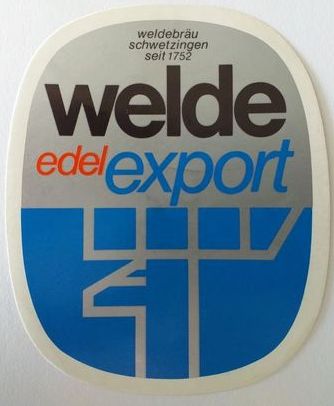 weldebräu
schwetzingen
seit 1752
welde
edel export